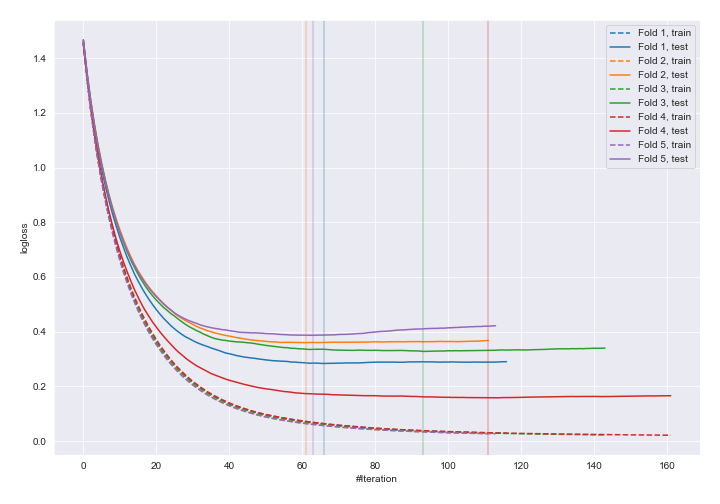 1.4
1.2
1.0
0.8
0.6
0.4
0.2
0.0
logloss
0
20
40
60
80
100
120
140
160
#Iteration
Fold 1, train
Fold 1, test
Fold 2, train
Fold 2, test
Fold 3, train
Fold 3, test
Fold 4, train
Fold 4, test
Fold 5, train
Fold 5, test